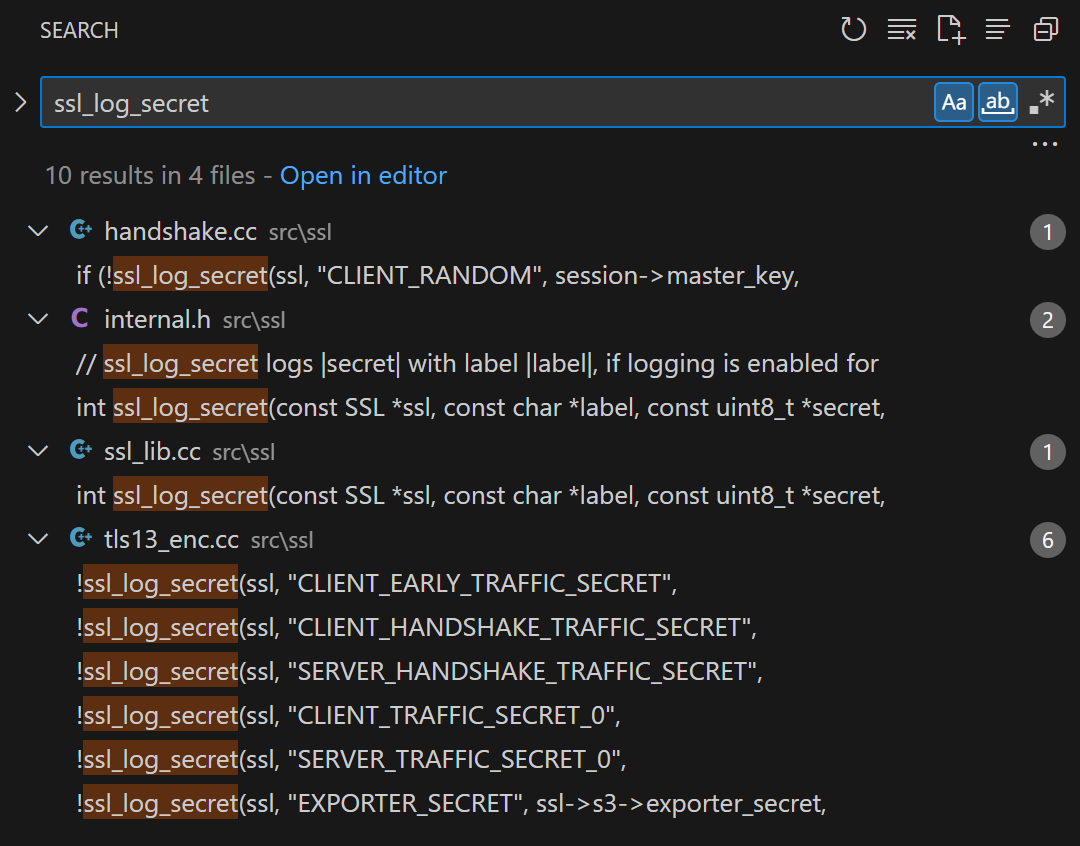 SEARCH
ssl_log_secret Aa ab .*
10 results in 4 files - Open in editor
handshake.cc src\ssl 1
if (!ssl_log_secret(ssl, "CLIENT_RANDOM", session->master_key,
internal.h src\ssl 2
// ssl_log_secret logs |secret| with label |label|, if logging is enabled for
int ssl_log_secret(const SSL *ssl, const char *label, const uint8_t *secret,
ssl_lib.cc src\ssl 1
int ssl_log_secret(const SSL *ssl, const char *label, const uint8_t *secret,
tls13_enc.cc src\ssl 6
!ssl_log_secret(ssl, "CLIENT_EARLY_TRAFFIC_SECRET",
!ssl_log_secret(ssl, "CLIENT_HANDSHAKE_TRAFFIC_SECRET",
!ssl_log_secret(ssl, "SERVER_HANDSHAKE_TRAFFIC_SECRET",
!ssl_log_secret(ssl, "CLIENT_TRAFFIC_SECRET_0",
!ssl_log_secret(ssl, "SERVER_TRAFFIC_SECRET_0",
!ssl_log_secret(ssl, "EXPORTER_SECRET", ssl->s3->exporter_secret,